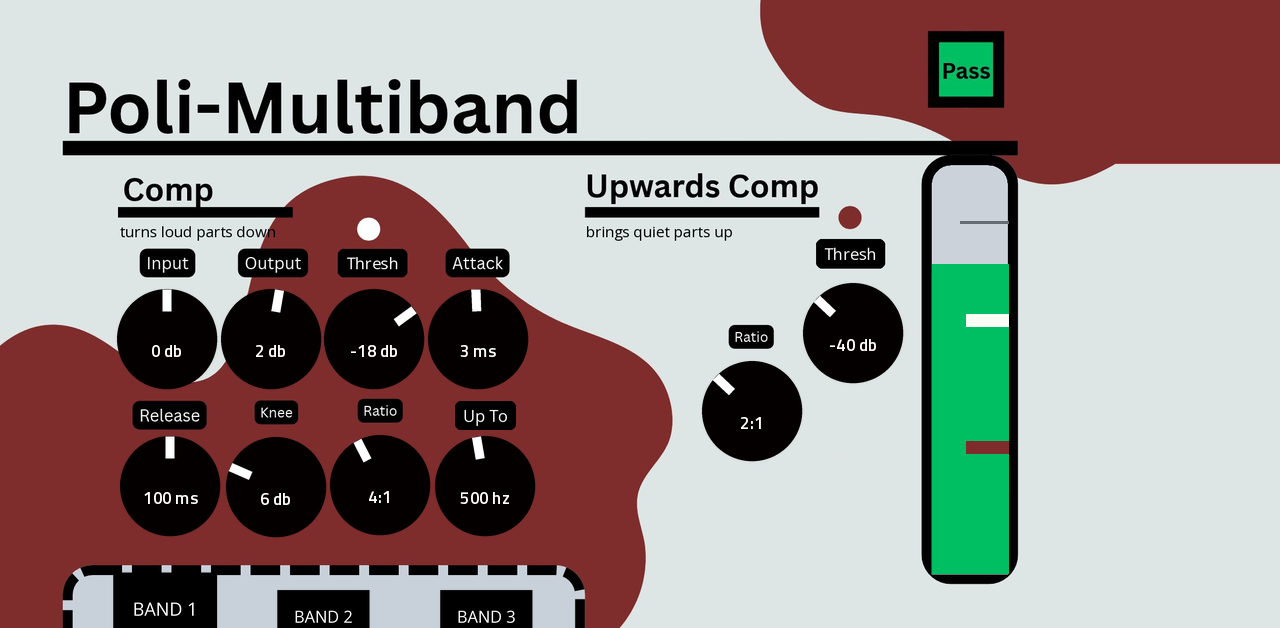 Pass
Poli-Multiband
Comp
turns loud parts down
Input
Output
Thresh
Attack
0 db
2 db
-18 db
3 ms
Release
Knee
Ratio
Up To
100 ms
6 db
4:1
500 hz
Upwards Comp
brings quiet parts up
Thresh
-40 db
Ratio
2:1
BAND 1
BAND 2
BAND 3